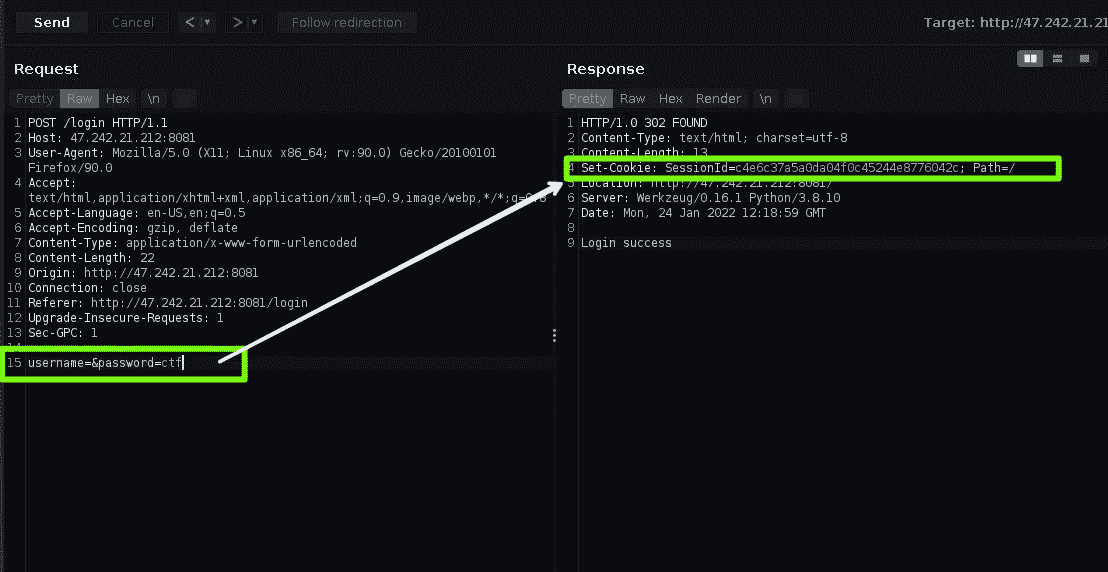 Send Cancel < > Follow redirection Target: http://47.242.21.21
Request
Pretty Raw Hex \n
1 POST /login HTTP/1.1
2 Host: 47.242.21.212:8081
3 User-Agent: Mozilla/5.0 (X11; Linux x86_64; rv:90.0) Gecko/20100101
Firefox/90.0
4 Accept:
text/html,application/xhtml+xml,application/xml;q=0.9,image/webp,*/*;q=0.8
5 Accept-Language: en-US,en;q=0.5
6 Accept-Encoding: gzip, deflate
7 Content-Type: application/x-www-form-urlencoded
8 Content-Length: 22
9 Origin: http://47.242.21.212:8081
10 Connection: close
11 Referer: http://47.242.21.212:8081/login
12 Upgrade-Insecure-Requests: 1
13 Sec-GPC: 1
14
15 username=&password=ctf
Response
Pretty Raw Hex Render \n
1 HTTP/1.0 302 FOUND
2 Content-Type: text/html; charset=utf-8
3 Content-Length: 13
4 Set-Cookie: SessionId=c4e6c37a5a0da04f0c45244e8776042c; Path=/
5 Location: http://47.242.21.212:8081/
6 Server: Werkzeug/0.16.1 Python/3.8.10
7 Date: Mon, 24 Jan 2022 12:18:59 GMT
8
9 Login success